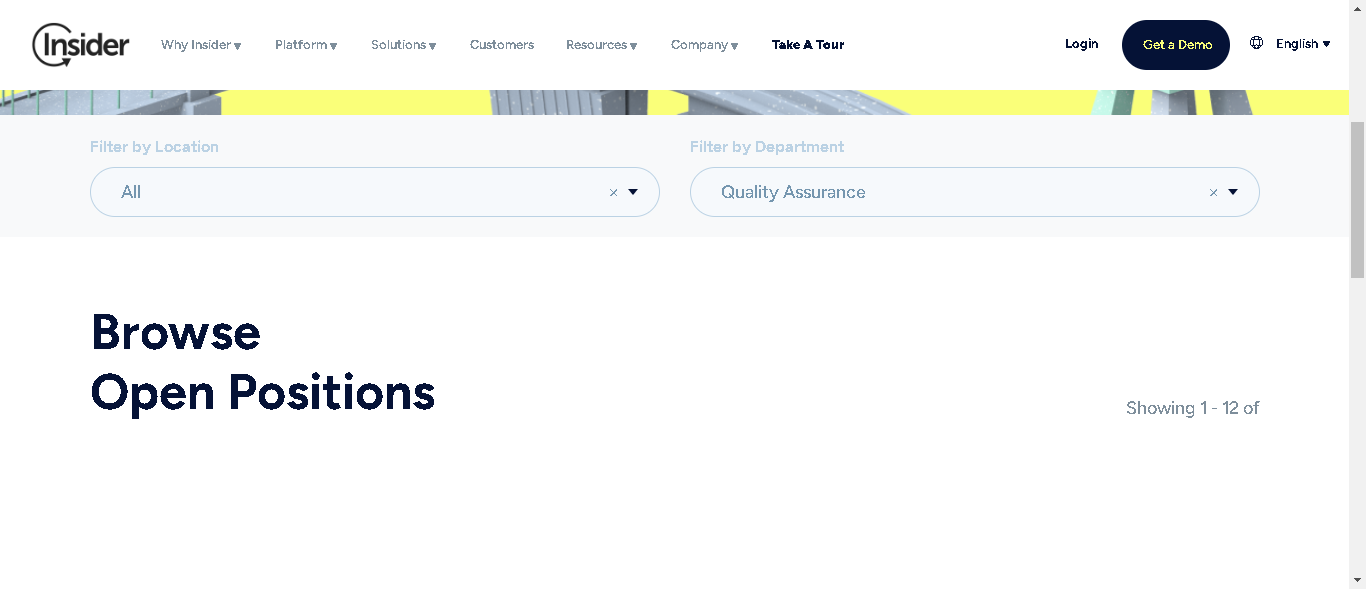 Insider
Why Insider ▾ Platform ▾ Solutions ▾ Customers Resources ▾ Company ▾ Take A Tour Login Get a Demo English ▾
Filter by Location Filter by Department
All × ▾ Quality Assurance × ▾
Browse
Open Positions
Showing 1 - 12 of